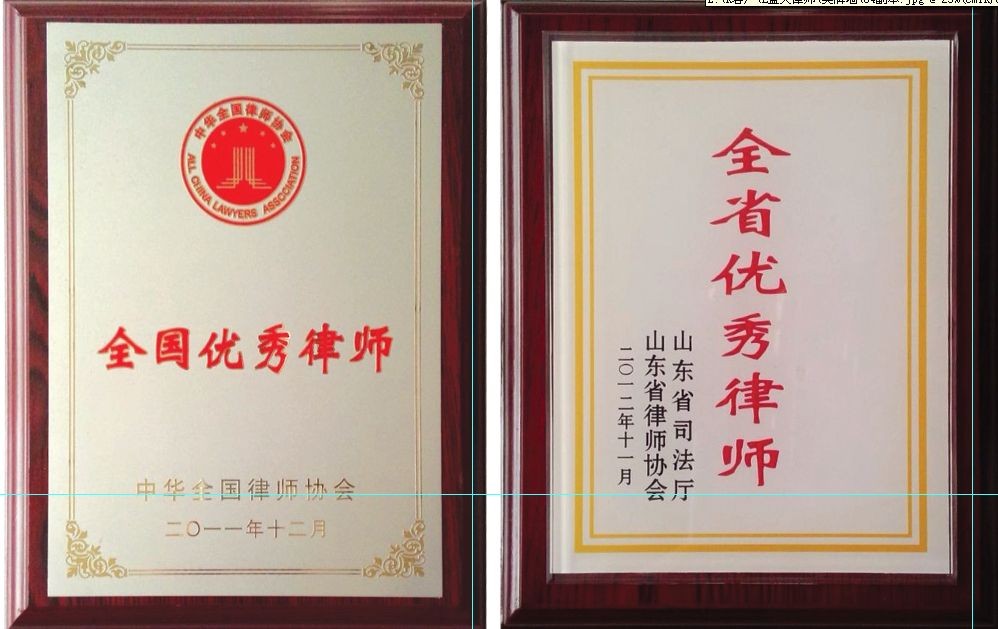 中华全国律师协会
ALL CHINA LAWYERS ASSOCIATION
全国优秀律师
中华全国律师协会
二〇一一年十二月
全省优秀律师
山东省司法厅
山东省律师协会
二〇一二年十一月